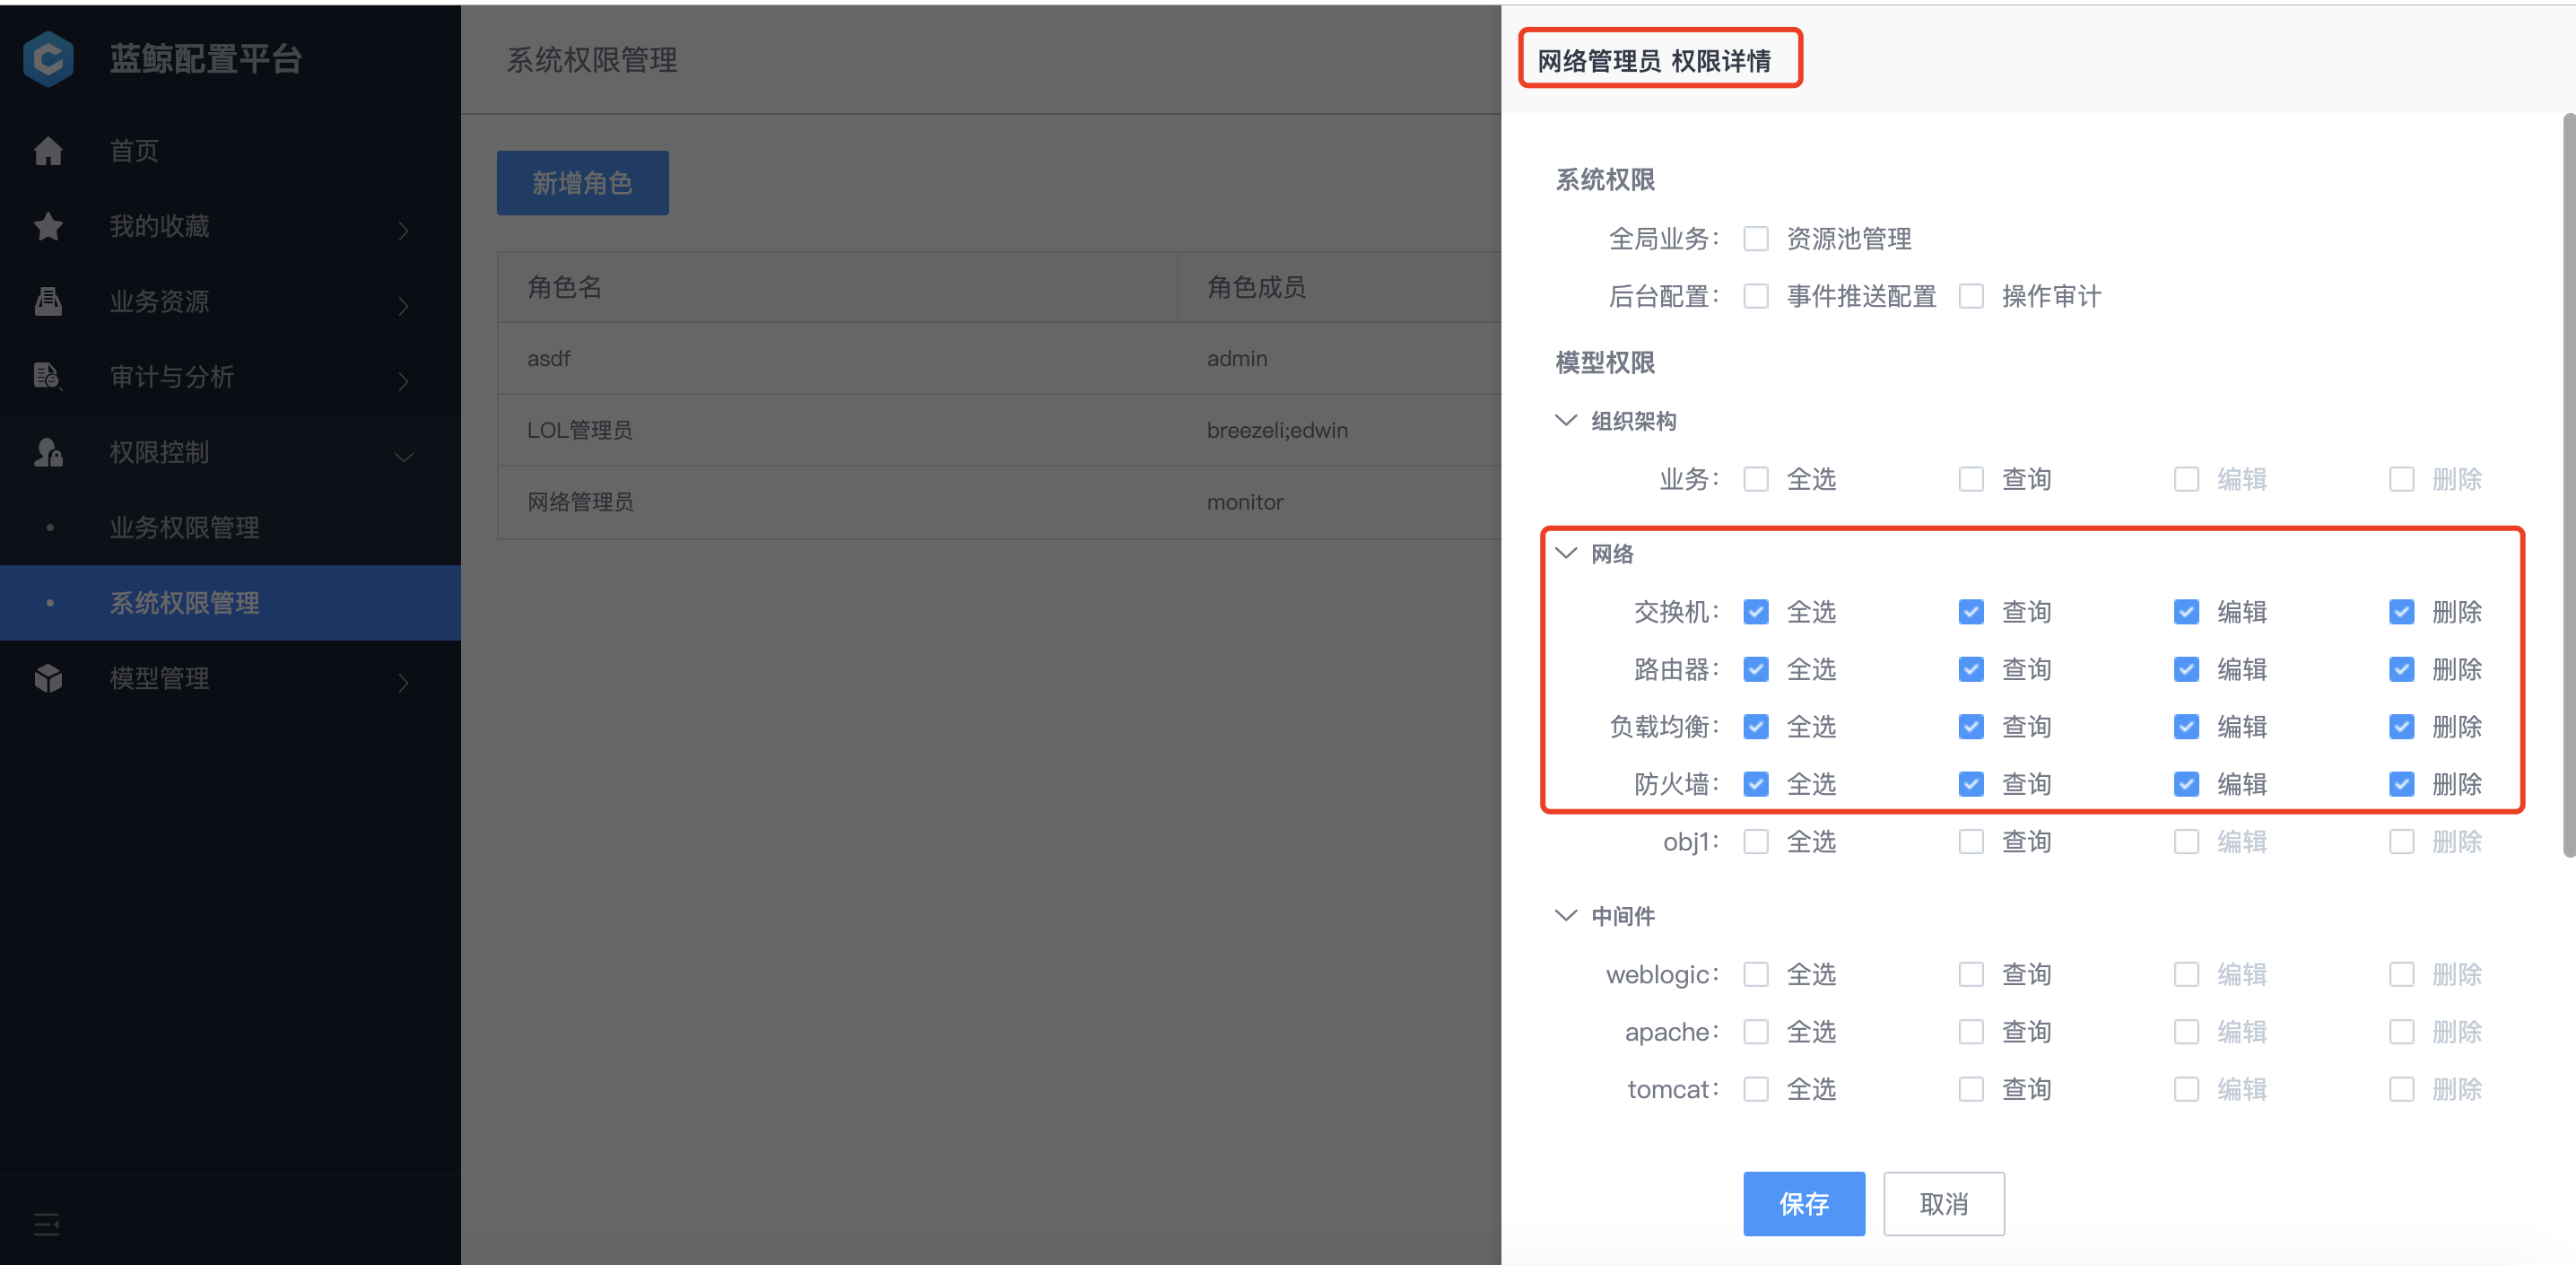 蓝鲸配置平台
首页
我的收藏
业务资源
审计与分析
权限控制
业务权限管理
系统权限管理
模型管理
系统权限管理
新增角色
角色名 角色成员
asdf admin
LOL管理员 breezeli;edwin
网络管理员 monitor
网络管理员 权限详情
系统权限
全局业务: 资源池管理
后台配置: 事件推送配置 操作审计
模型权限
组织架构
业务: 全选 查询 编辑 删除
网络
交换机: 全选 查询 编辑 删除
路由器: 全选 查询 编辑 删除
负载均衡: 全选 查询 编辑 删除
防火墙: 全选 查询 编辑 删除
obj1: 全选 查询 编辑 删除
中间件
weblogic: 全选 查询 编辑 删除
apache: 全选 查询 编辑 删除
tomcat: 全选 查询 编辑 删除
保存 取消